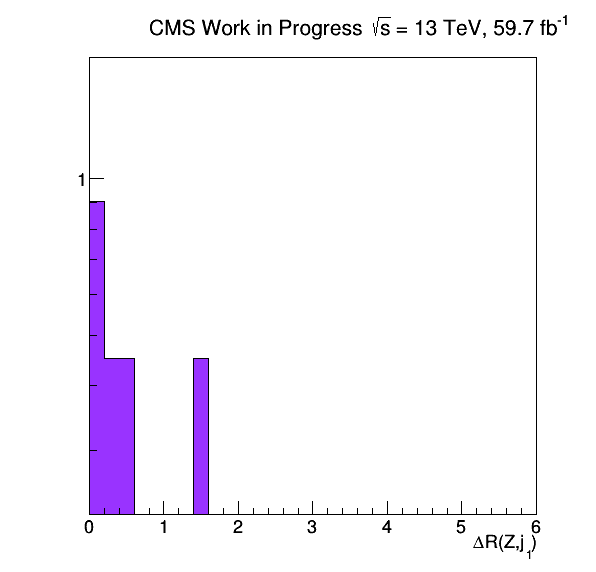 CMS Work in Progress √s = 13 TeV, 59.7 fb⁻¹
1
0 1 2 3 4 5 6
ΔR(Z,j₁)